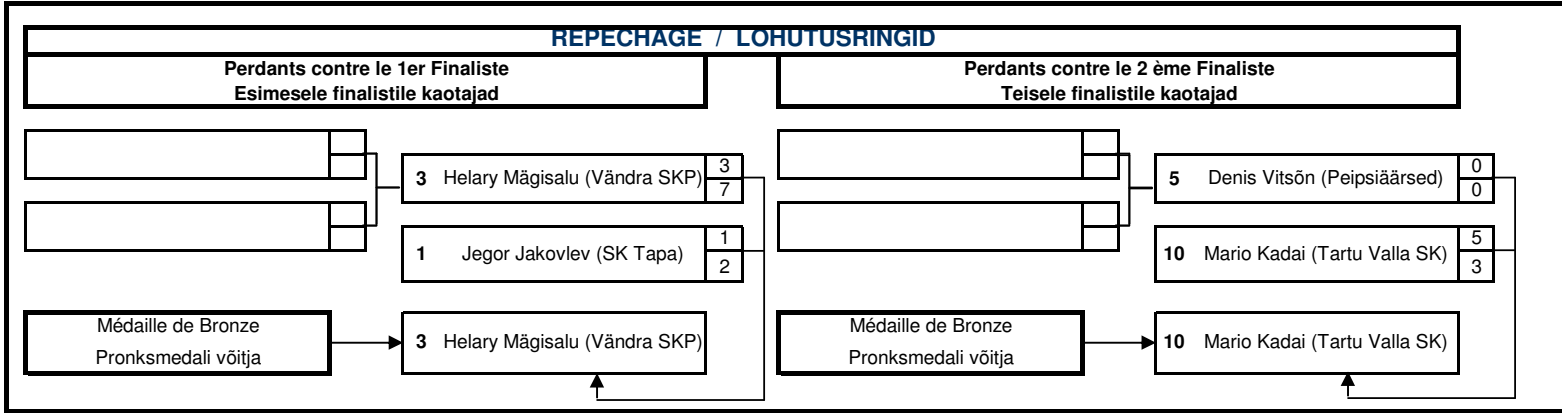 REPECHAGE / LOHUTUSRINGID
Perdants contre le 1er Finaliste
Esimesele finalistile kaotajad
3 Helary Mägisalu (Vändra SKP) 3
7
1 Jegor Jakovlev (SK Tapa) 1
2
Médaille de Bronze
Pronksmedali võitja
3 Helary Mägisalu (Vändra SKP)
Perdants contre le 2 ème Finaliste
Teisele finalistile kaotajad
5 Denis Vitsõn (Peipsiäärsed) 0
0
10 Mario Kadai (Tartu Valla SK) 5
3
Médaille de Bronze
Pronksmedali võitja
10 Mario Kadai (Tartu Valla SK)